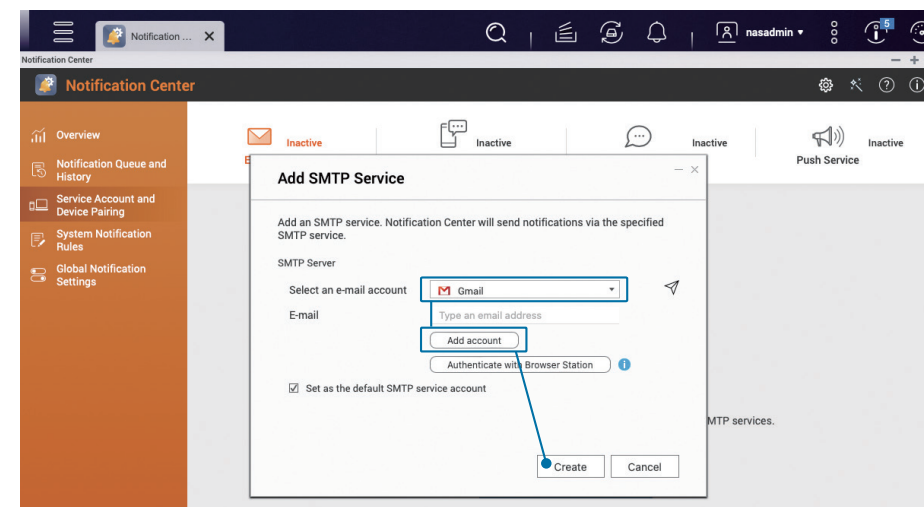 Notification ...
nasadmin
5
Notification Center
Notification Center
Overview
Notification Queue and
History
Service Account and
Device Pairing
System Notification
Rules
Global Notification
Settings
Inactive
Inactive
Inactive
Inactive
Push Service
Add SMTP Service
Add an SMTP service. Notification Center will send notifications via the specified
SMTP service.
SMTP Server
Select an e-mail account
Gmail
E-mail
Type an email address
Add account
Authenticate with Browser Station
Set as the default SMTP service account
MTP services.
Create
Cancel